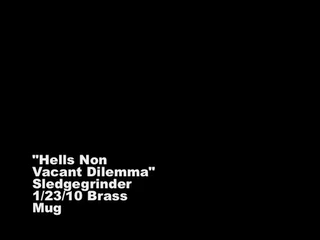 "Hells Non
Vacant Dilemma"
Sledgegrinder
1/23/10 Brass
Mug